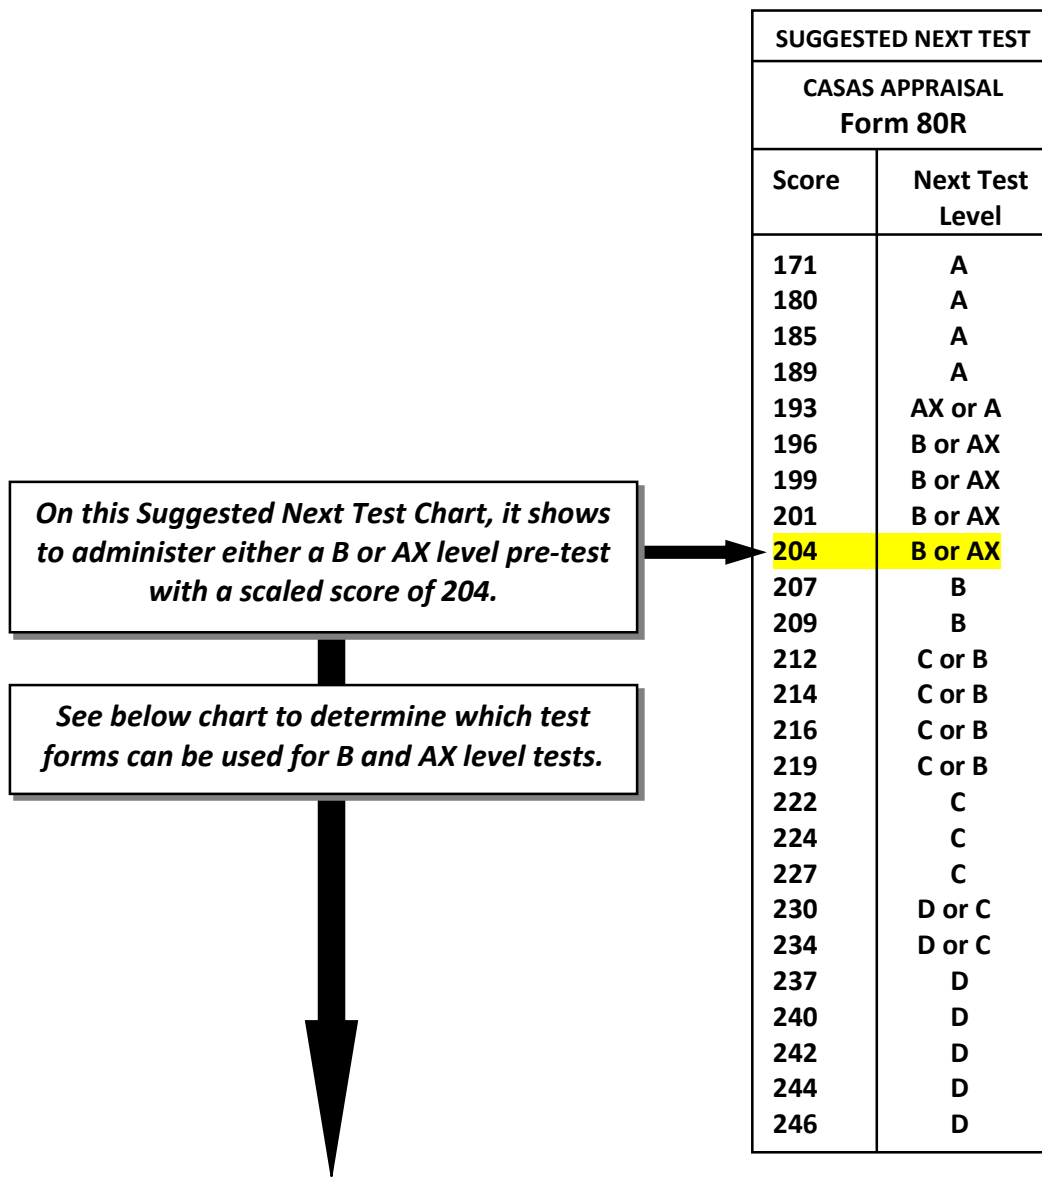 SUGGESTED NEXT TEST
CASAS APPRAISAL
Form 80R
Score Next Test
Level
171 A
180 A
185 A
189 A
193 AX or A
196 B or AX
199 B or AX
201 B or AX
204 B or AX
207 B
209 B
212 C or B
214 C or B
216 C or B
219 C or B
222 C
224 C
227 C
230 D or C
234 D or C
237 D
240 D
242 D
244 D
246 D
On this Suggested Next Test Chart, it shows
to administer either a B or AX level pre-test
with a scaled score of 204.
See below chart to determine which test
forms can be used for B and AX level tests.